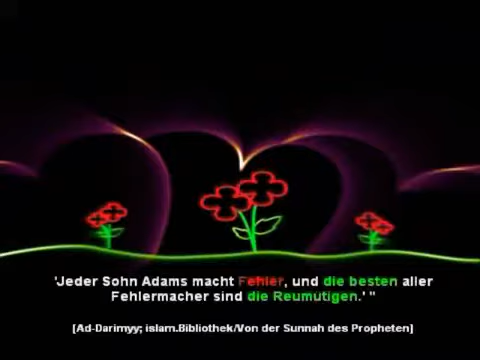 'Jeder Sohn Adams macht Fehler, und die besten aller
Fehlermacher sind die Reumütigen.' "
[Ad-Darimyy; islam.Bibliothek/Von der Sunnah des Propheten]